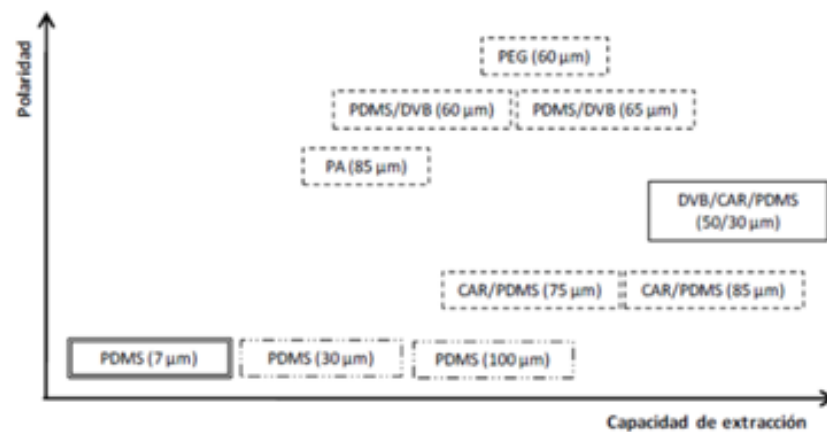 Polaridad
PEG (60 µm)
PDMS/DVB (60 µm)
PDMS/DVB (65 µm)
PA (85 µm)
DVB/CAR/PDMS
(50/30 µm)
CAR/PDMS (75 µm)
CAR/PDMS (85 µm)
PDMS (7 µm)
PDMS (30 µm)
PDMS (100 µm)
Capacidad de extracción